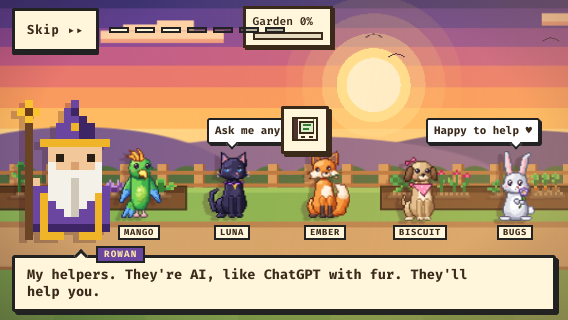 Skip ▸▸
Garden 0%
Ask me any
Happy to help ♥
MANGO
LUNA
EMBER
BISCUIT
BUGS
ROWAN
My helpers. They're AI, like ChatGPT with fur. They'll
help you.